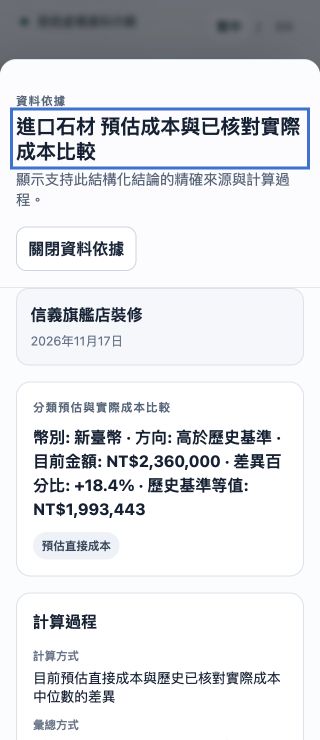 資料依據
進口石材 預估成本與已核對實際
成本比較
顯示支持此結構化結論的精確來源與計算過
程。
關閉資料依據
信義旗艦店裝修
2026年11月17日
分類預估與實際成本比較
幣別: 新臺幣 · 方向: 高於歷史基準 ·
目前金額: NT$2,360,000 · 差異百
分比: +18.4% · 歷史基準等值:
NT$1,993,443
預估直接成本
計算過程
計算方式
目前預估直接成本與歷史已核對實際成本
中位數的差異
彙總方式